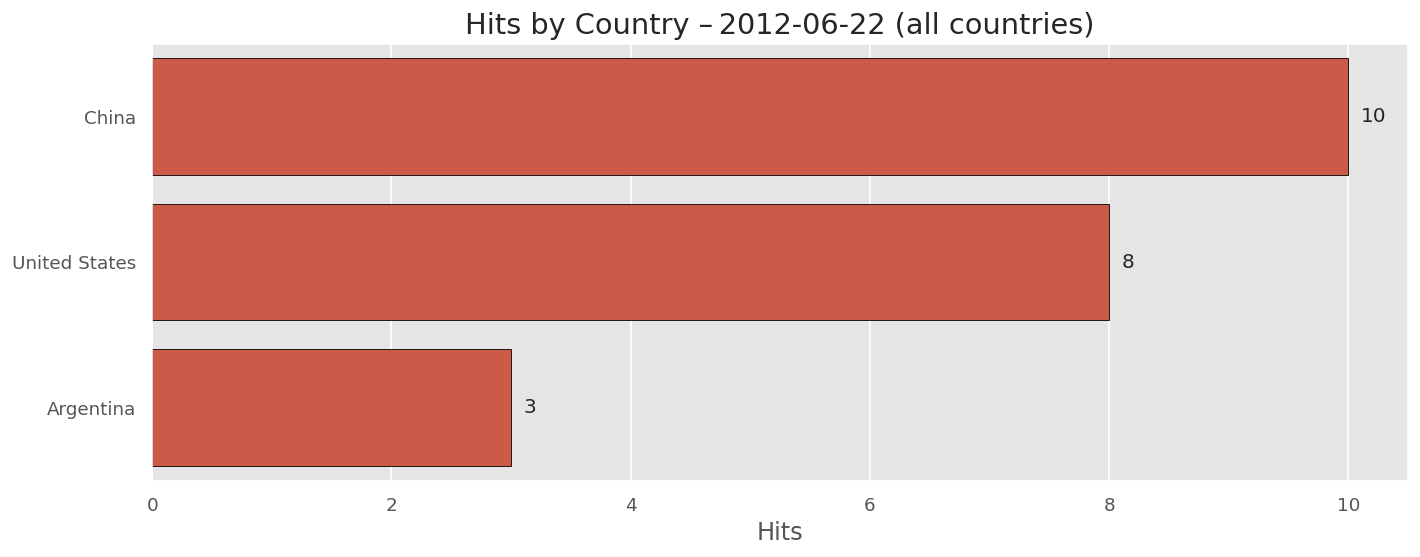 Hits by Country – 2012-06-22 (all countries)
China
10
United States
8
Argentina
3
0 2 4 6 8 10
Hits